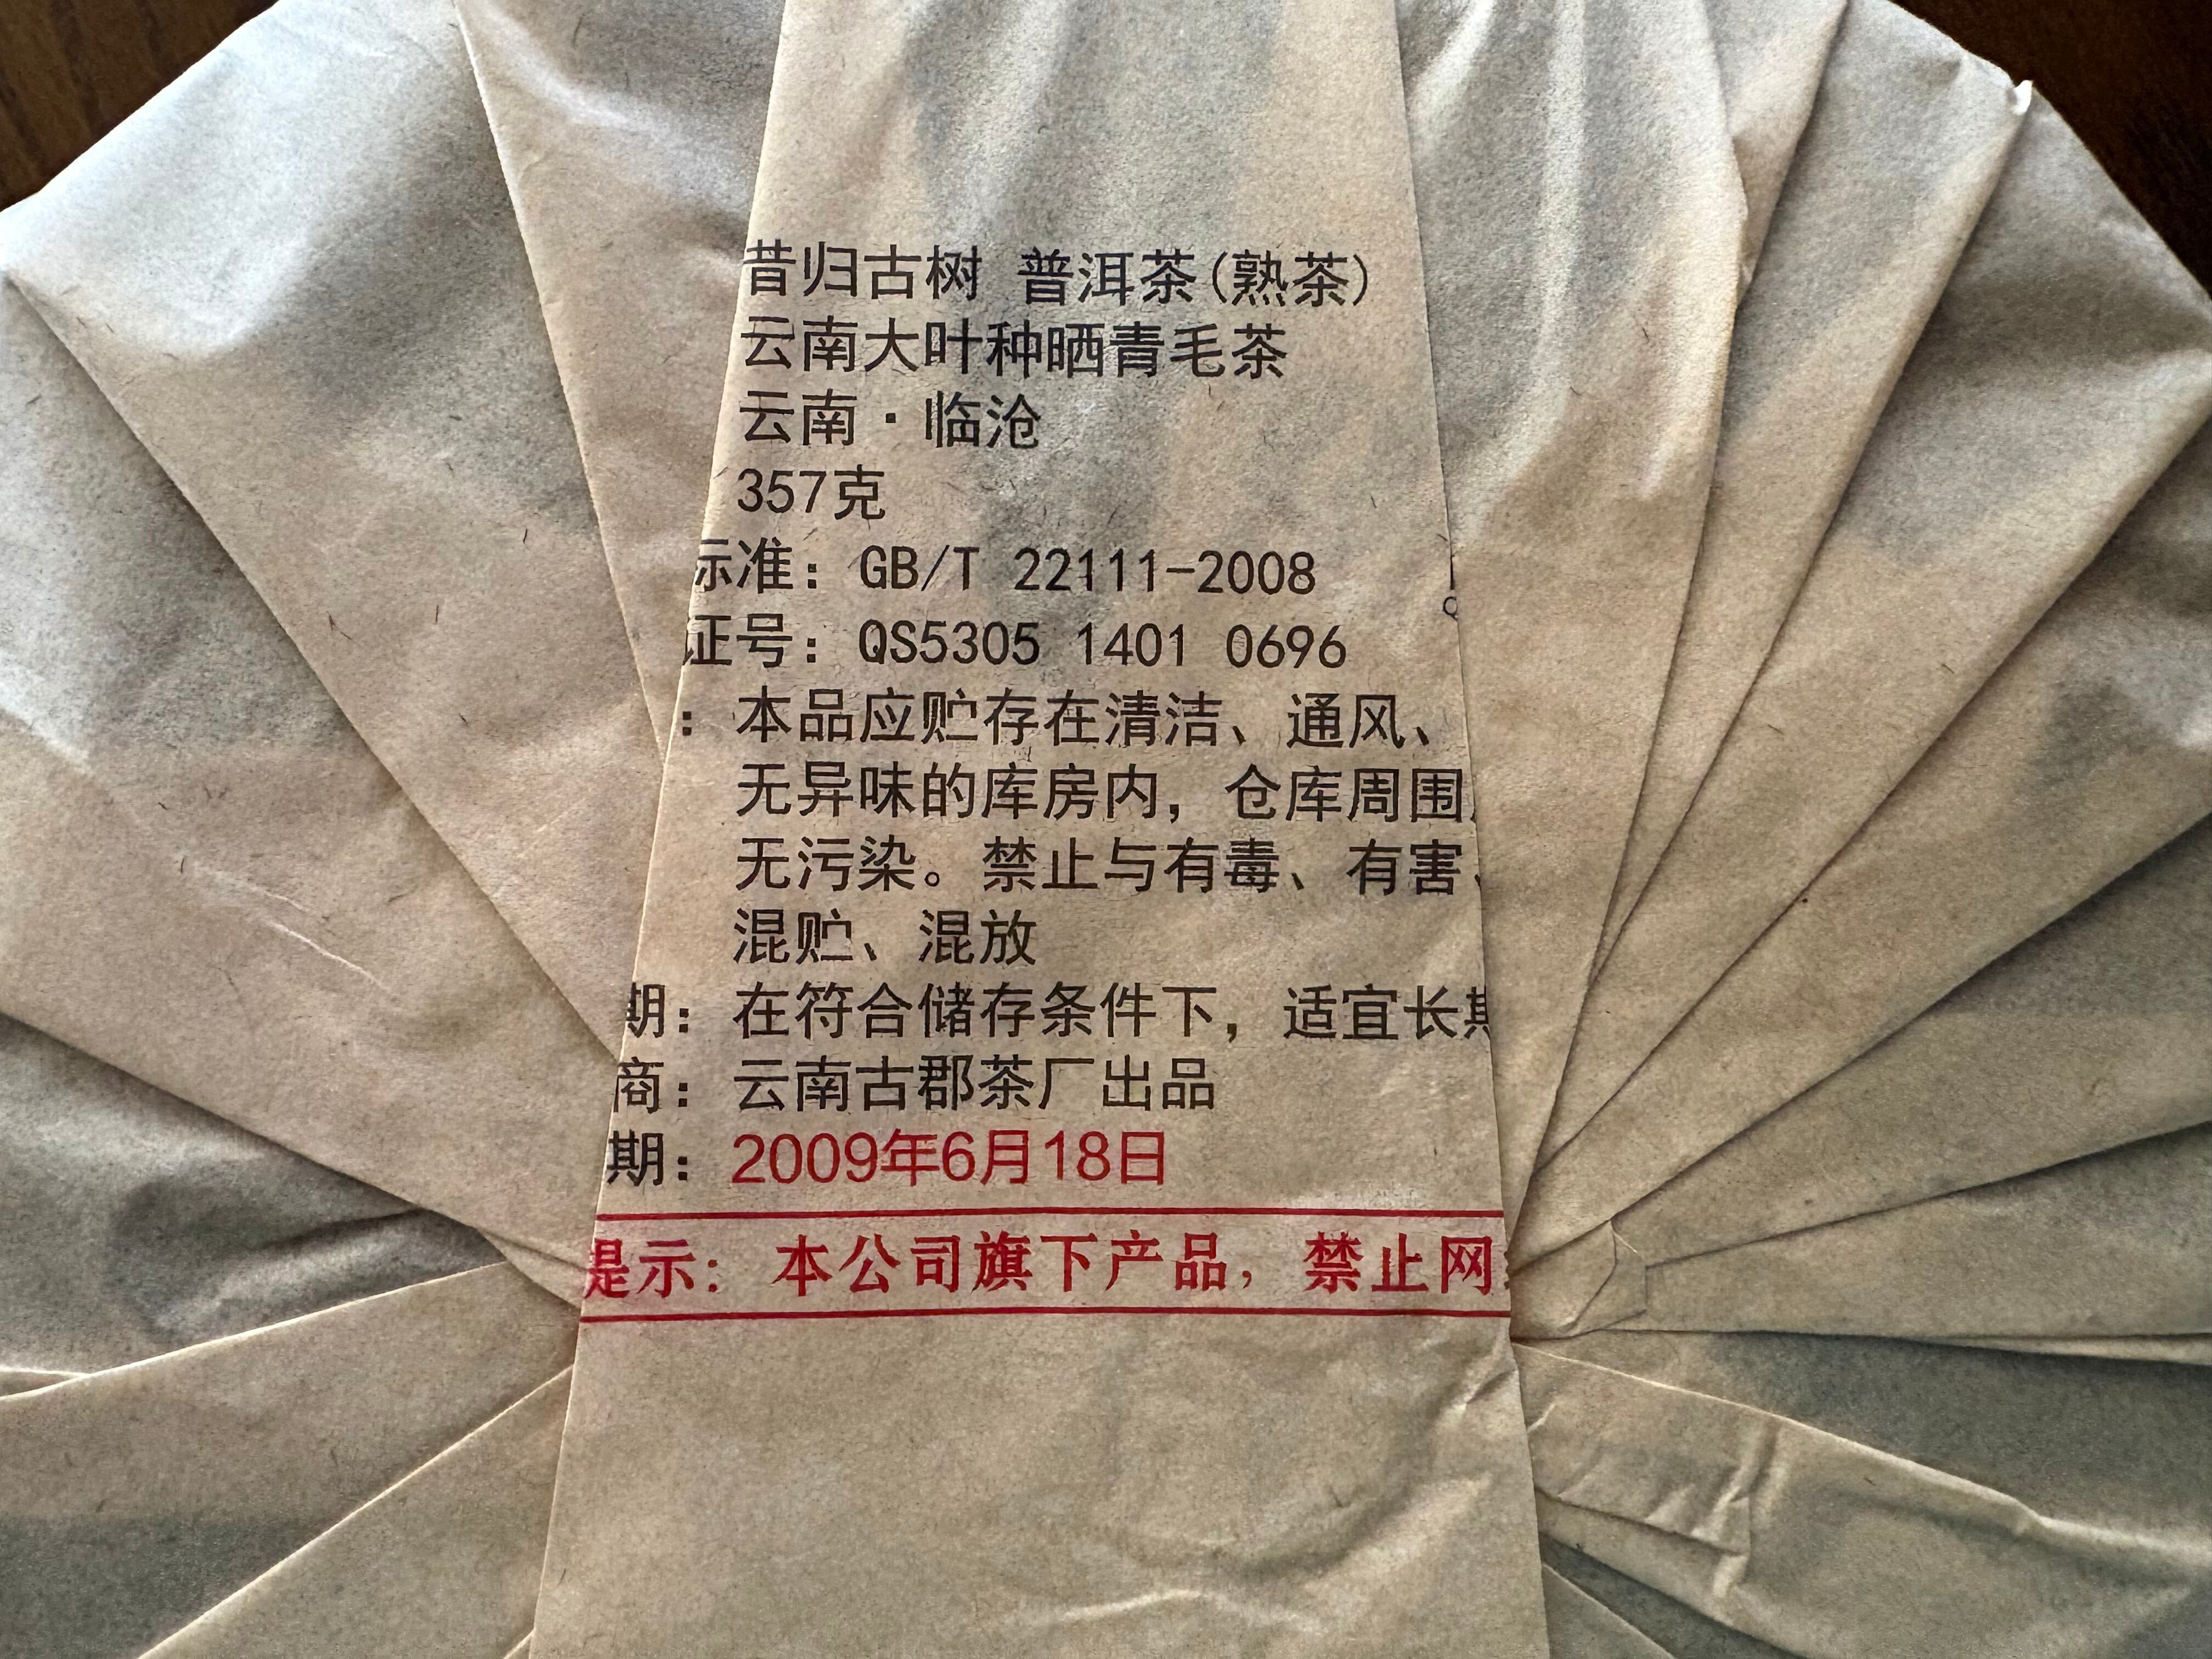 昔归古树 普洱茶(熟茶)
云南大叶种晒青毛茶
云南·临沧
357克
标准：GB/T 22111-2008
证号：QS5305 1401 0696
：本品应贮存在清洁、通风、
无异味的库房内，仓库周围
无污染。禁止与有毒、有害、
混贮、混放
期：在符合储存条件下，适宜长期
商：云南古郡茶厂出品
期：2009年6月18日
提示：本公司旗下产品，禁止网